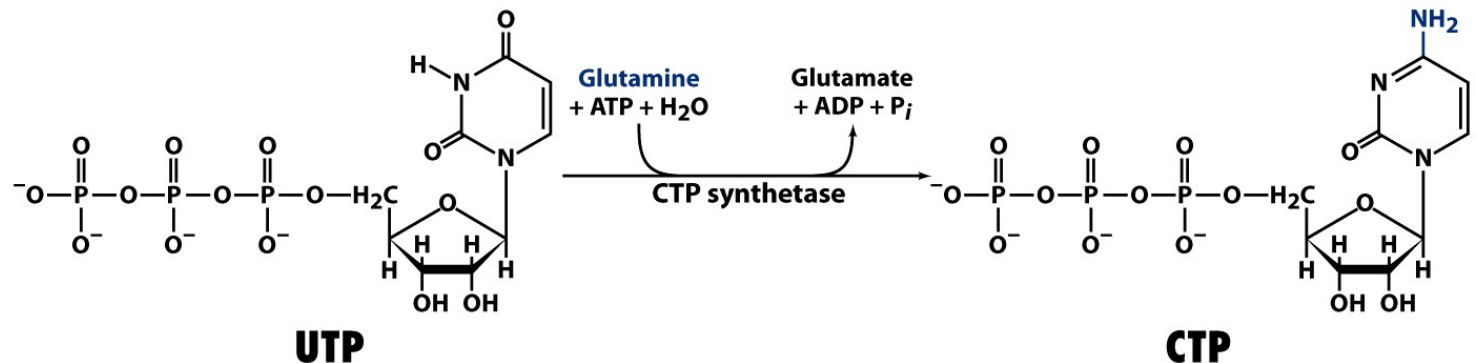 NH2
O
H
N
O
N
Glutamine
+ ATP + H2O
Glutamate
+ ADP + Pi
N
O
N
O O O
⁻O—P—O—P—O—P—O—H2C
O⁻ O⁻ O⁻
O
H H
H H
OH OH
CTP synthetase
O O O
⁻O—P—O—P—O—P—O—H2C
O⁻ O⁻ O⁻
O
H H
H H
OH OH
UTP
CTP